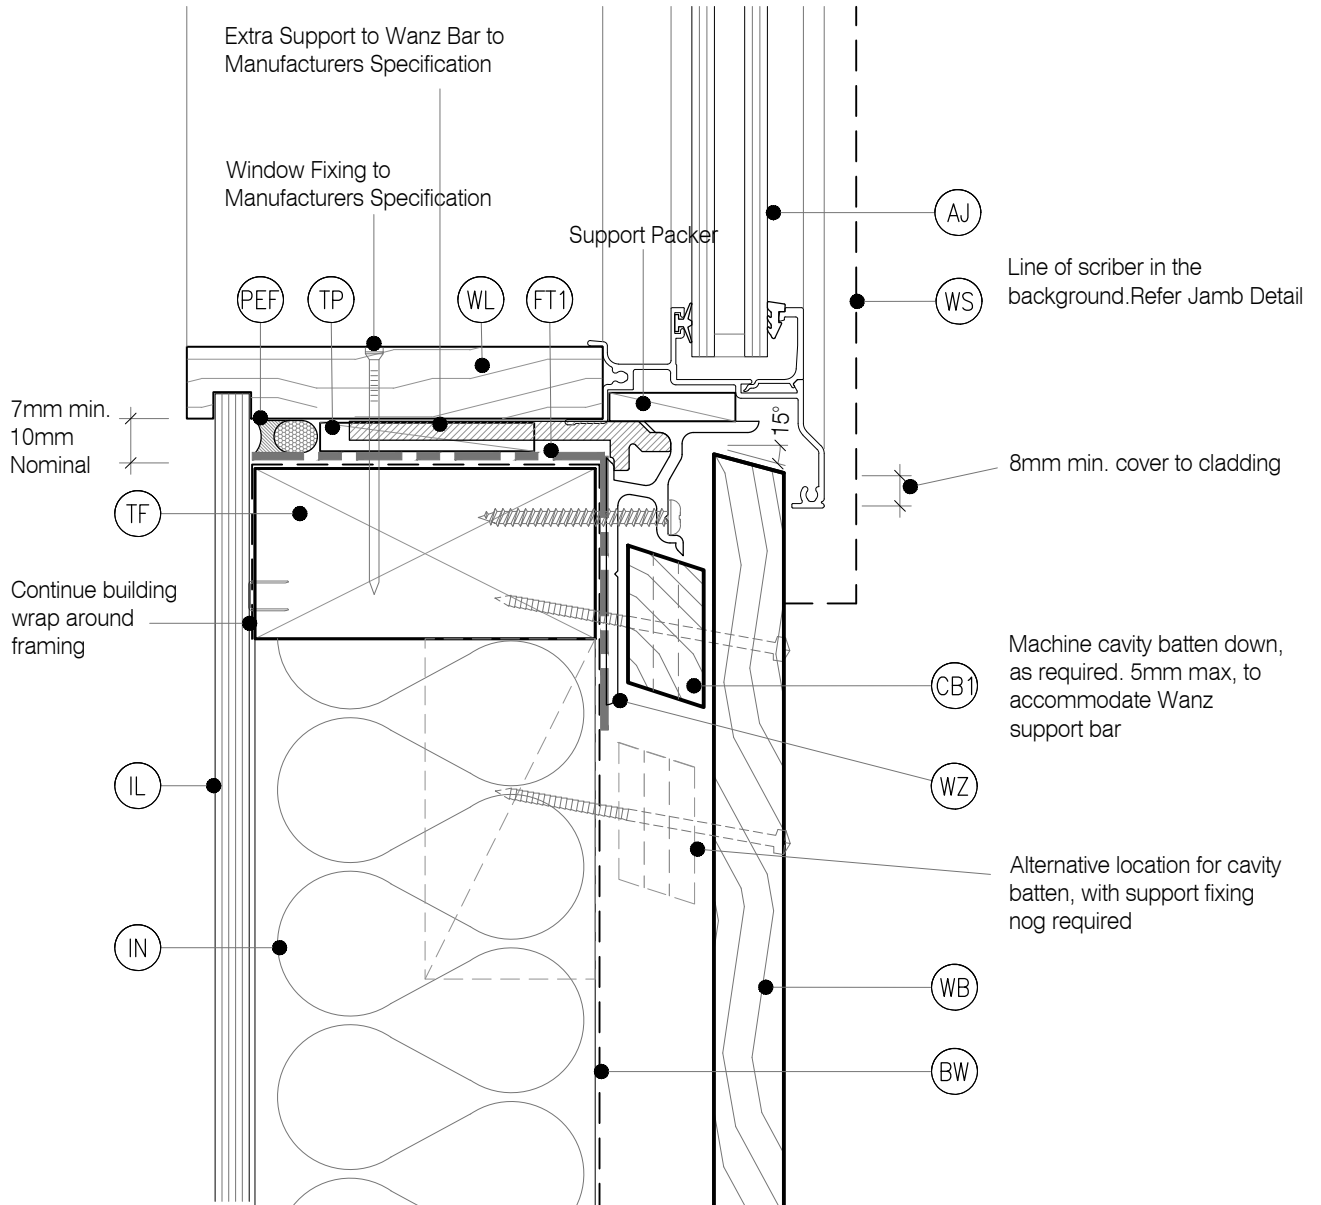 Extra Support to Wanz Bar to
Manufacturers Specification
Window Fixing to
Manufacturers Specification
Support Packer
AJ
Line of scriber in the
background.Refer Jamb Detail
WS
PEF
TP
WL
FT1
7mm min.
10mm
Nominal
15°
8mm min. cover to cladding
TF
Continue building
wrap around
framing
Machine cavity batten down,
as required. 5mm max, to
accommodate Wanz
support bar
CB1
IL
WZ
Alternative location for cavity
batten, with support fixing
nog required
IN
WB
BW